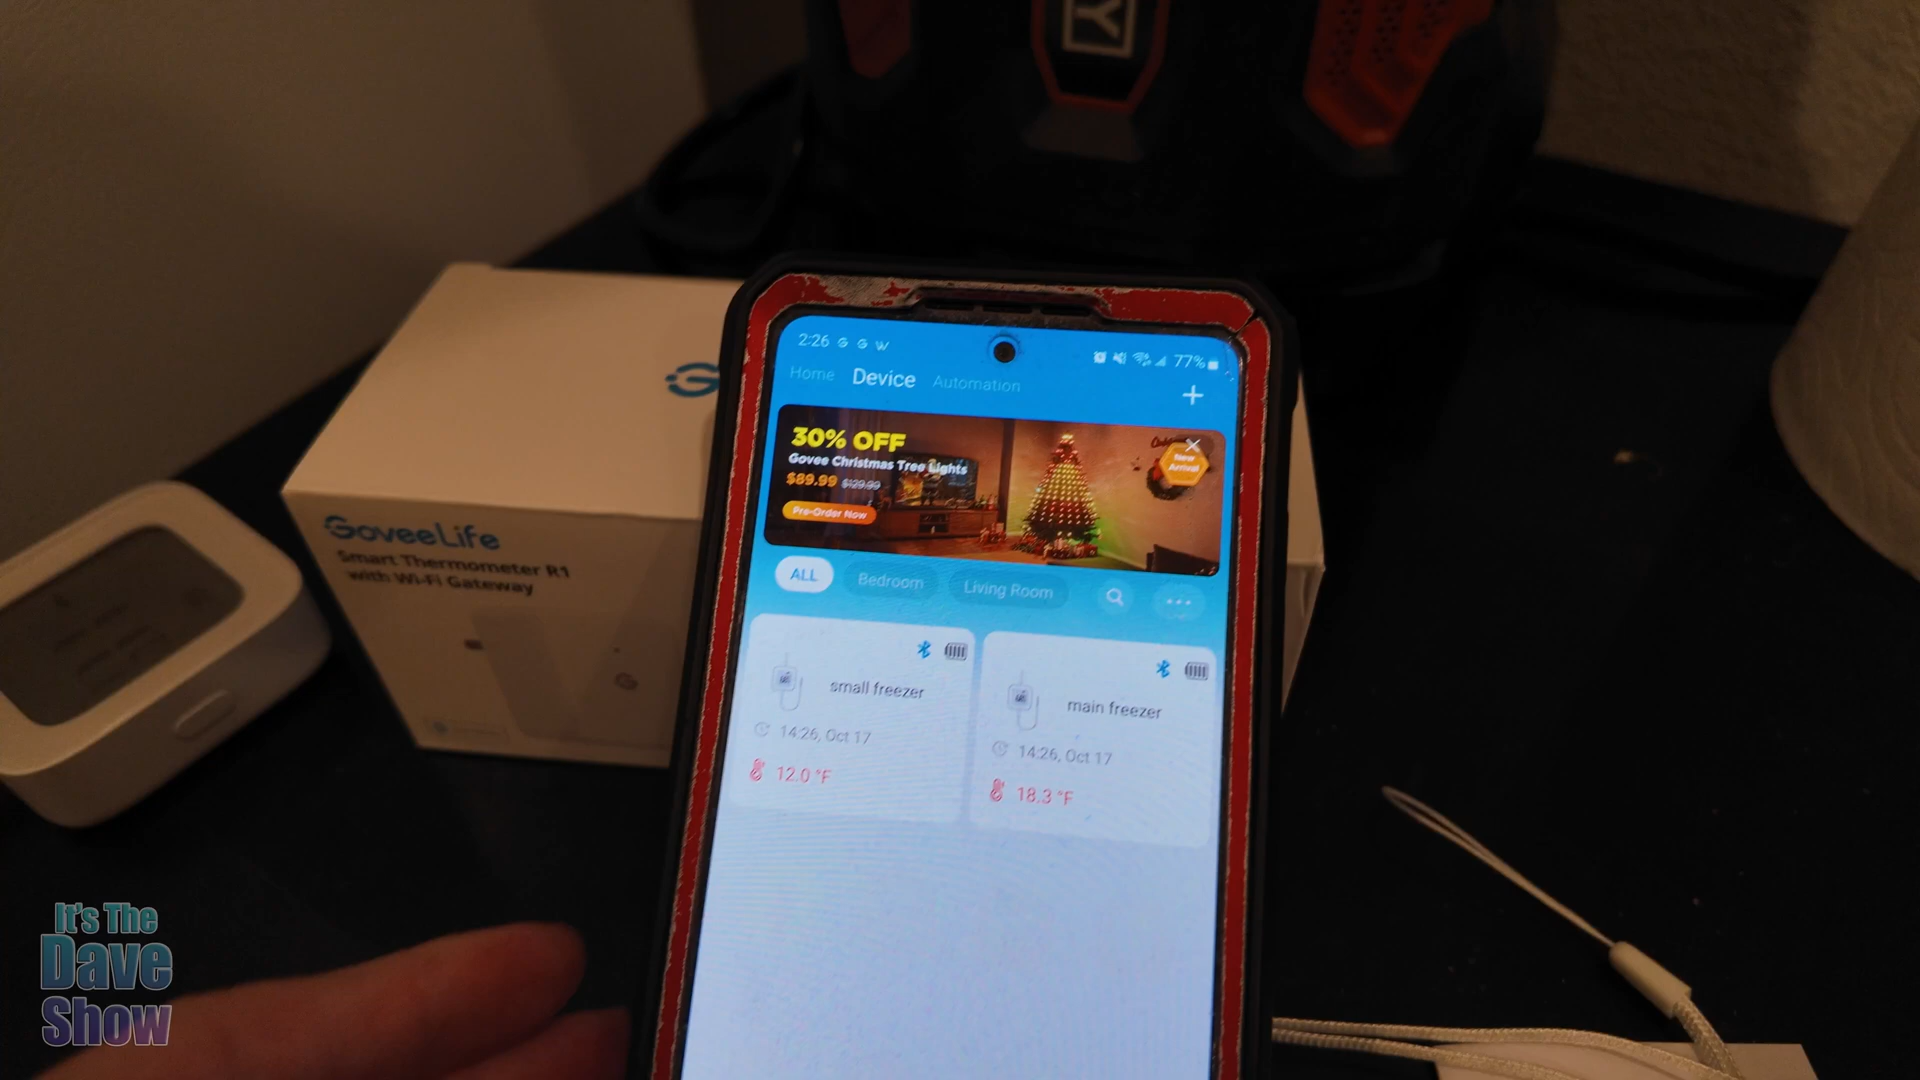 Y
2:26 G G W
77%
Home Device Automation
+
30% OFF
Govee Christmas Tree Lights
$89.99 $129.99
Pre-Order Now
New
Arrival
ALL Bedroom Living Room
small freezer
14:26, Oct 17
12.0 °F
main freezer
14:26, Oct 17
18.3 °F
GoveeLife
Smart Thermometer R1
with Wi-Fi Gateway
It's The
Dave
Show